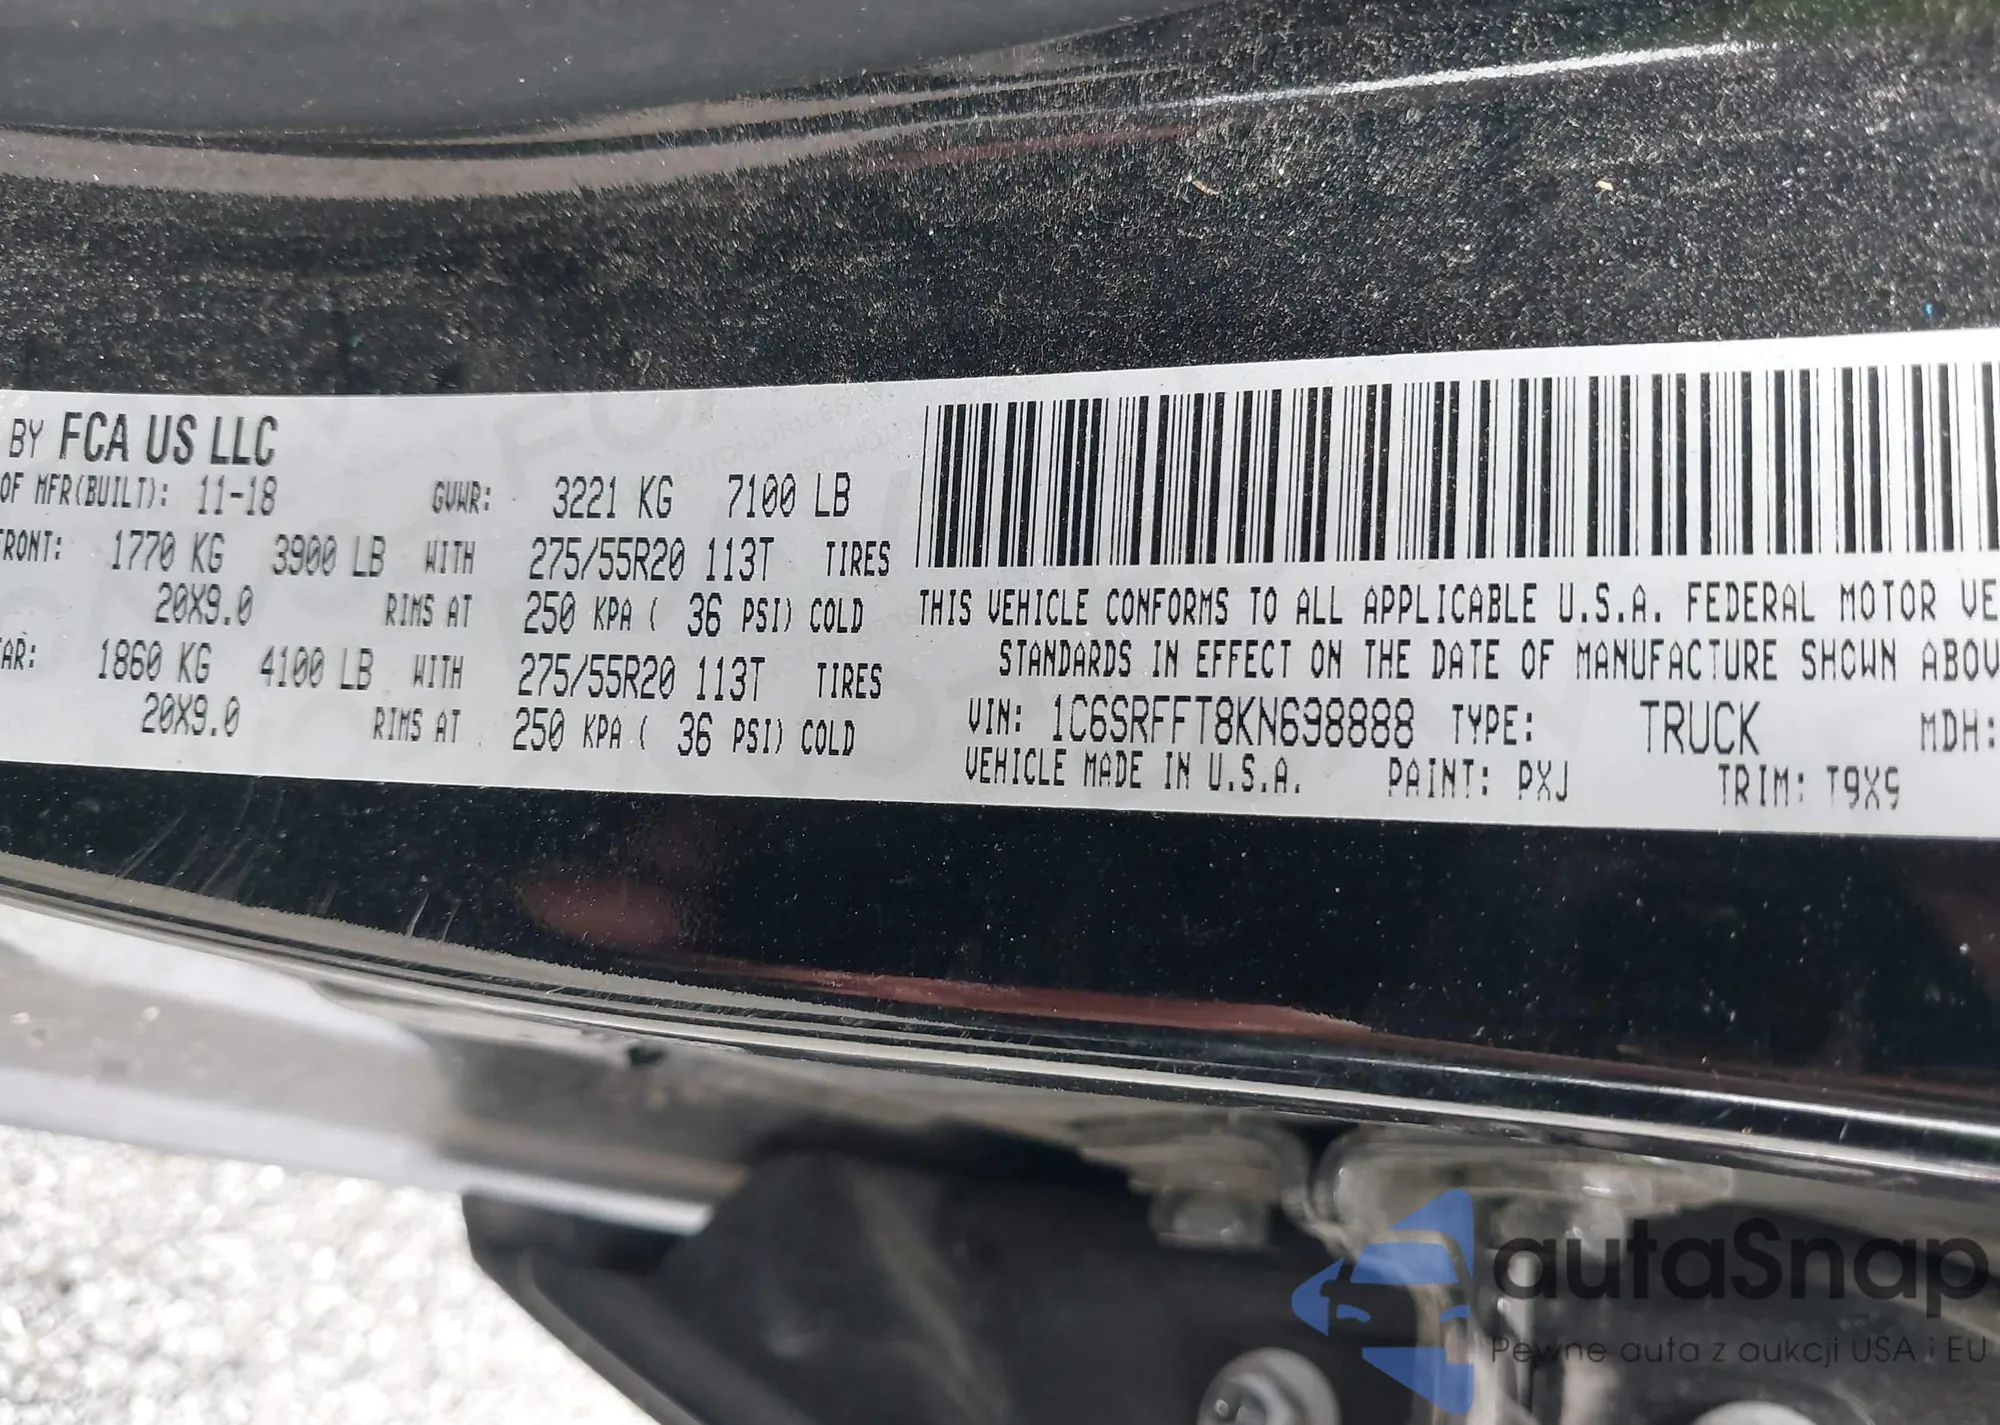 BY FCA US LLC
OF MFR(BUILT): 11-18 GVWR: 3221 KG 7100 LB
FRONT: 1770 KG 3900 LB WITH 275/55R20 113T TIRES
20X9.0 RIMS AT 250 KPA ( 36 PSI) COLD
EAR: 1860 KG 4100 LB WITH 275/55R20 113T TIRES
20X9.0 RIMS AT 250 KPA ( 36 PSI) COLD
THIS VEHICLE CONFORMS TO ALL APPLICABLE U.S.A. FEDERAL MOTOR VE
STANDARDS IN EFFECT ON THE DATE OF MANUFACTURE SHOWN ABOV
VIN: 1C6SRFFT8KN698888 TYPE: TRUCK MDH:
VEHICLE MADE IN U.S.A. PAINT: PXJ TRIM: T9X9
autaSnap
Pewne auta z aukcji USA i EU